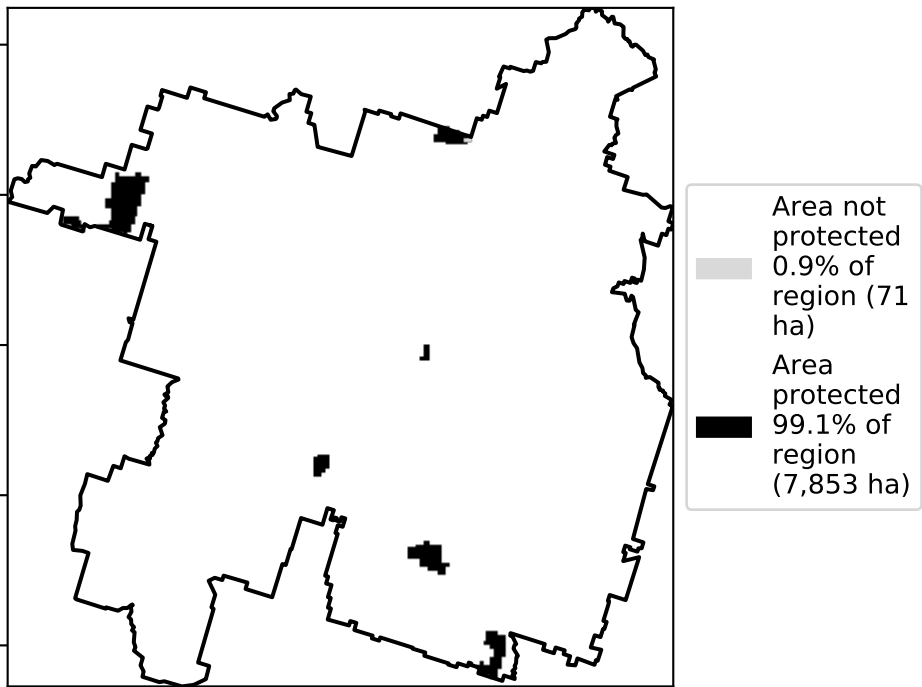 Area not
protected
0.9% of
region (71
ha)
Area
protected
99.1% of
region
(7,853 ha)